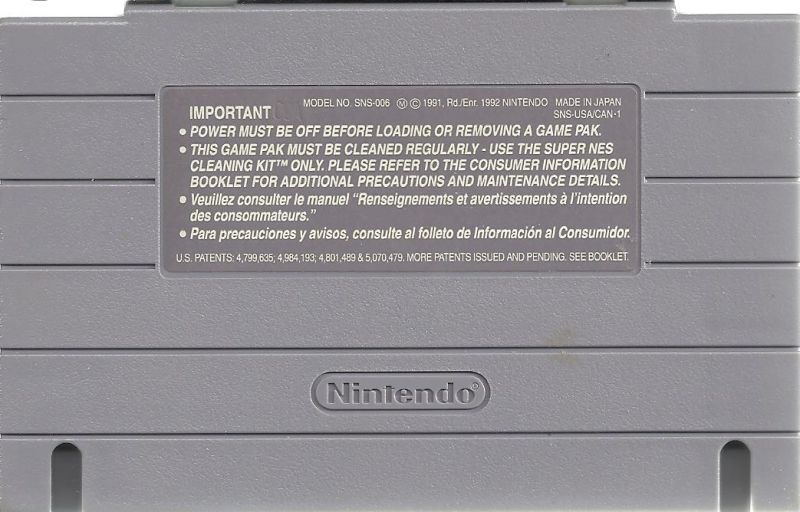 IMPORTANT MODEL NO. SNS-006 Ⓜ © 1991, Rd./Enr. 1992 NINTENDO MADE IN JAPAN
SNS-USA/CAN-1
• POWER MUST BE OFF BEFORE LOADING OR REMOVING A GAME PAK.
• THIS GAME PAK MUST BE CLEANED REGULARLY - USE THE SUPER NES
CLEANING KIT™ ONLY. PLEASE REFER TO THE CONSUMER INFORMATION
BOOKLET FOR ADDITIONAL PRECAUTIONS AND MAINTENANCE DETAILS.
• Veuillez consulter le manuel "Renseignements et avertissements à l'intention
des consommateurs."
• Para precauciones y avisos, consulte al folleto de Información al Consumidor.
U.S. PATENTS: 4,799,635; 4,984,193; 4,801,489 & 5,070,479. MORE PATENTS ISSUED AND PENDING. SEE BOOKLET.
Nintendo®